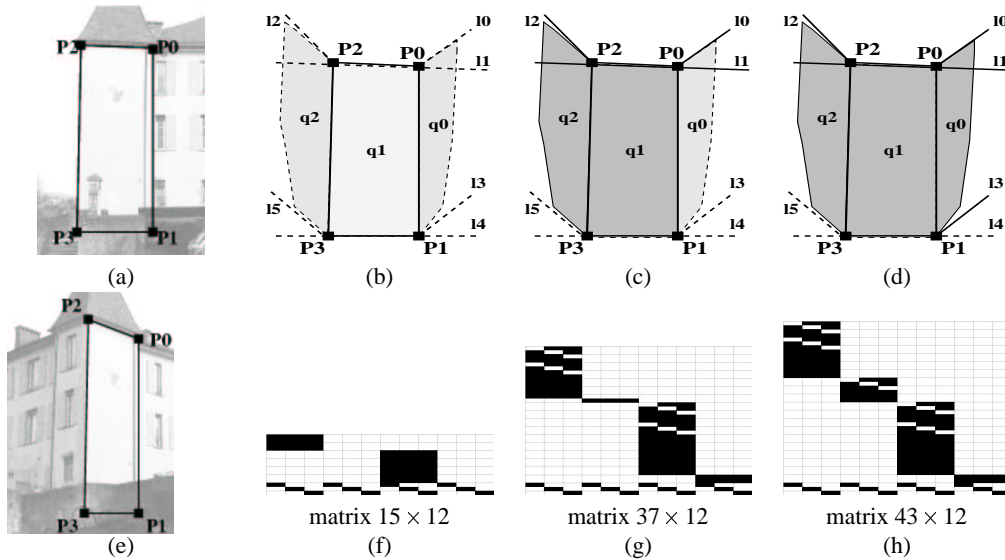 P2 P0
P3 P1
(a)
l2 l0
P2 P0
l1
q2 q0
q1
l3
l5 l4
P3 P1
(b)
l2 l0
P2 P0
l1
q2 q0
q1
l3
l5 l4
P3 P1
(c)
l2 l0
P2 P0
l1
q2 q0
q1
l3
l5 l4
P3 P1
(d)
P2
P0
P3 P1
(e)
matrix 15 × 12
(f)
matrix 37 × 12
(g)
matrix 43 × 12
(h)